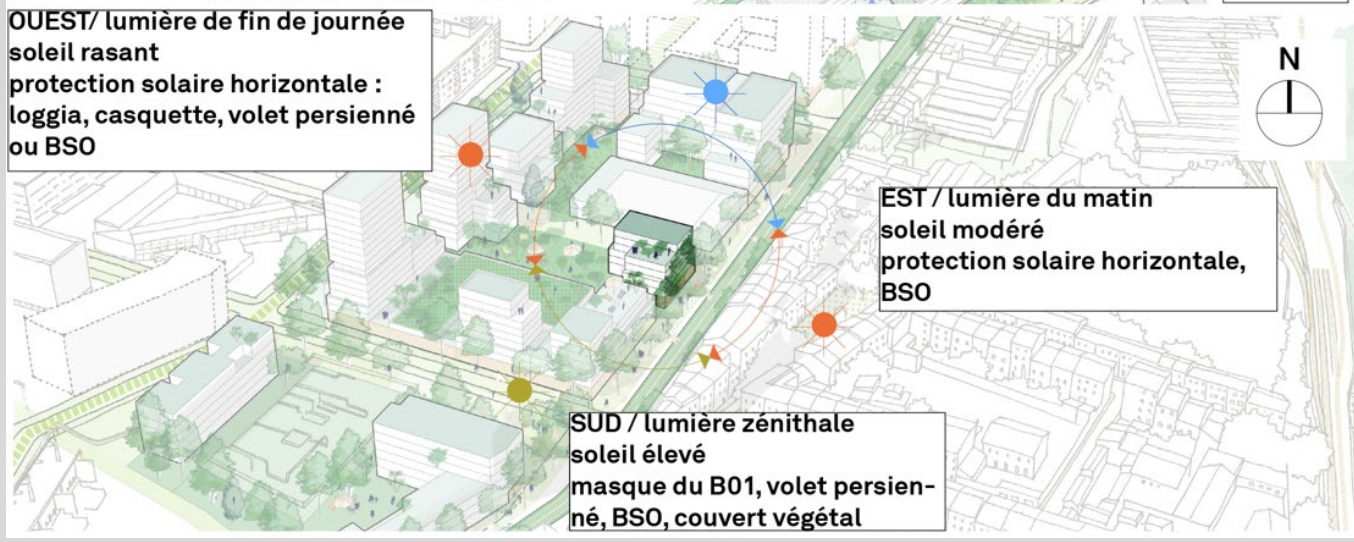 OUEST/ lumière de fin de journée
soleil rasant
protection solaire horizontale :
loggia, casquette, volet persienné
ou BSO
N
EST / lumière du matin
soleil modéré
protection solaire horizontale,
BSO
SUD / lumière zénithale
soleil élevé
masque du B01, volet persien-
né, BSO, couvert végétal